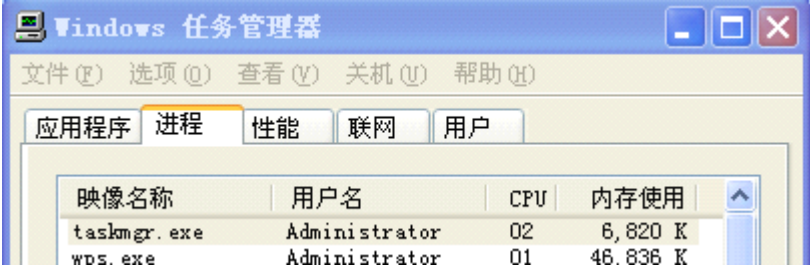 Windows 任务管理器
文件(F) 选项(O) 查看(V) 关机(U) 帮助(H)
应用程序 进程 性能 联网 用户
映像名称 用户名 CPU 内存使用
taskmgr.exe Administrator 02 6,820 K
wps.exe Administrator 01 46,836 K